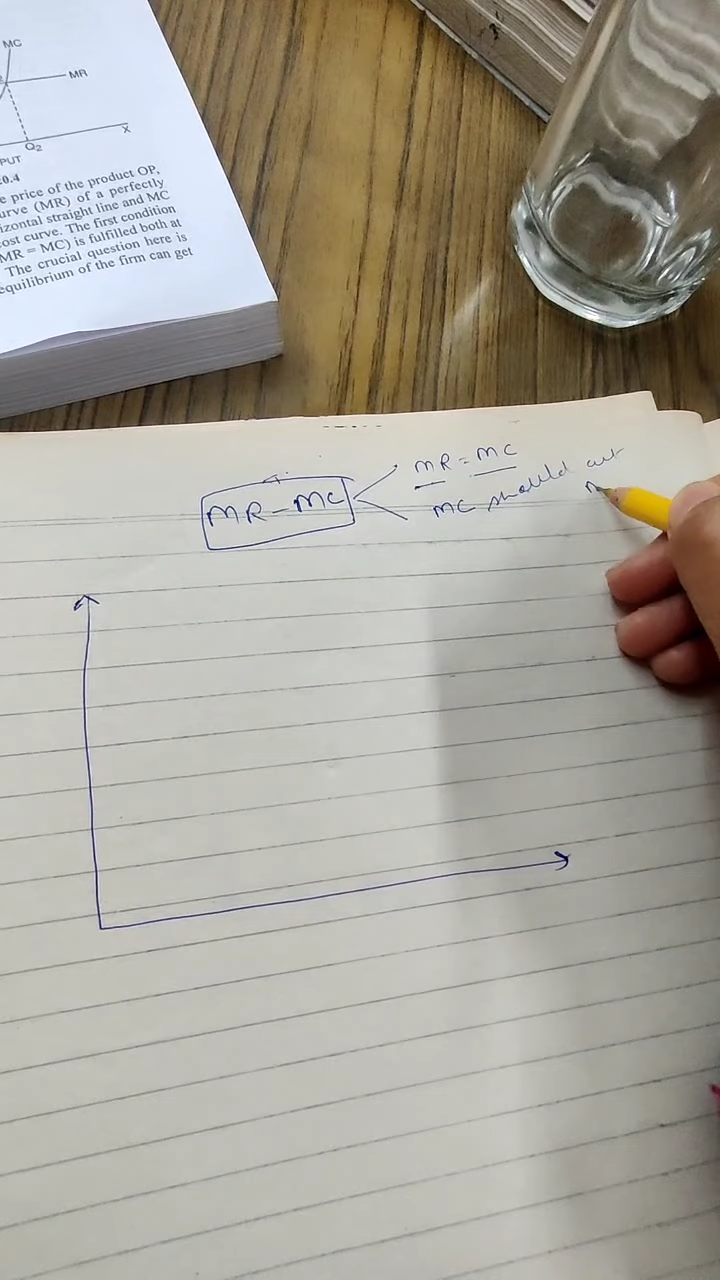 MC
MR
X
Q2
PUT
0.4
e price of the product OP,
urve (MR) of a perfectly
izontal straight line and MC
ost curve. The first condition
MR = MC) is fulfilled both at
The crucial question here is
equilibrium of the firm can get
MR = MC
MR - MC
MC should cut